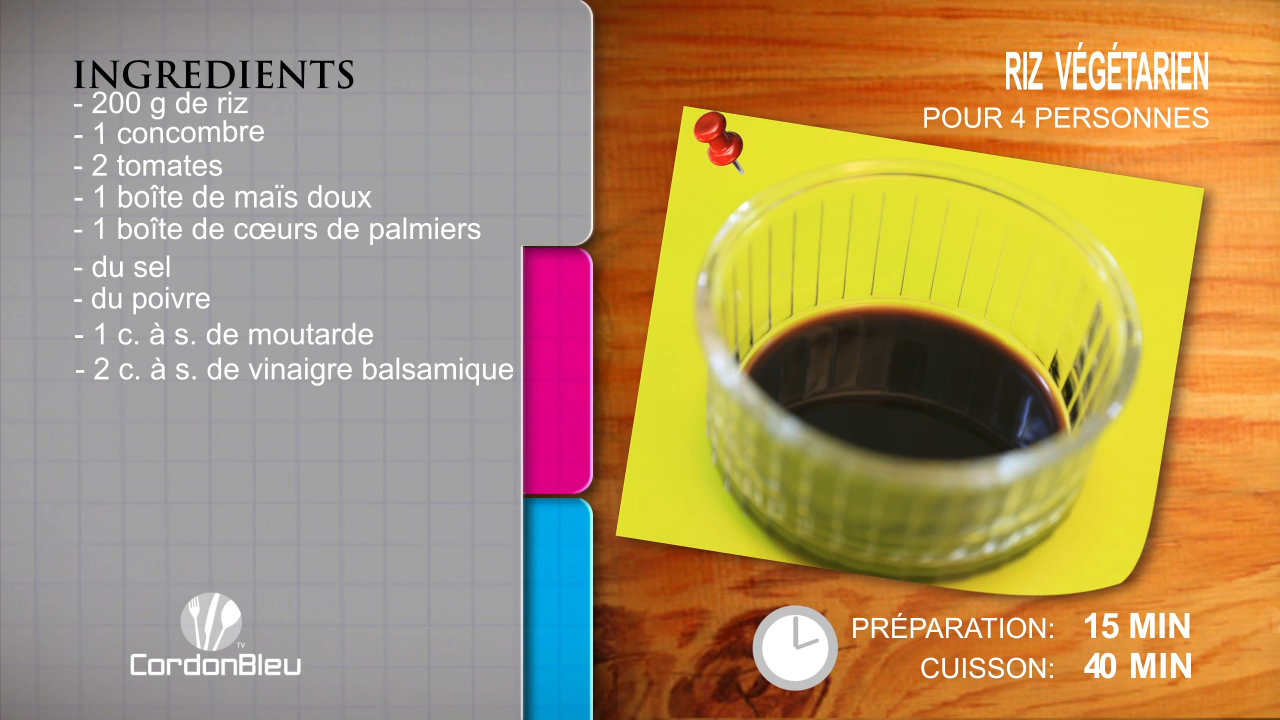 INGREDIENTS
- 200 g de riz
- 1 concombre
- 2 tomates
- 1 boîte de maïs doux
- 1 boîte de cœurs de palmiers
- du sel
- du poivre
- 1 c. à s. de moutarde
- 2 c. à s. de vinaigre balsamique
TV
CordonBleu
RIZ VÉGÉTARIEN
POUR 4 PERSONNES
PRÉPARATION: 15 MIN
CUISSON: 40 MIN